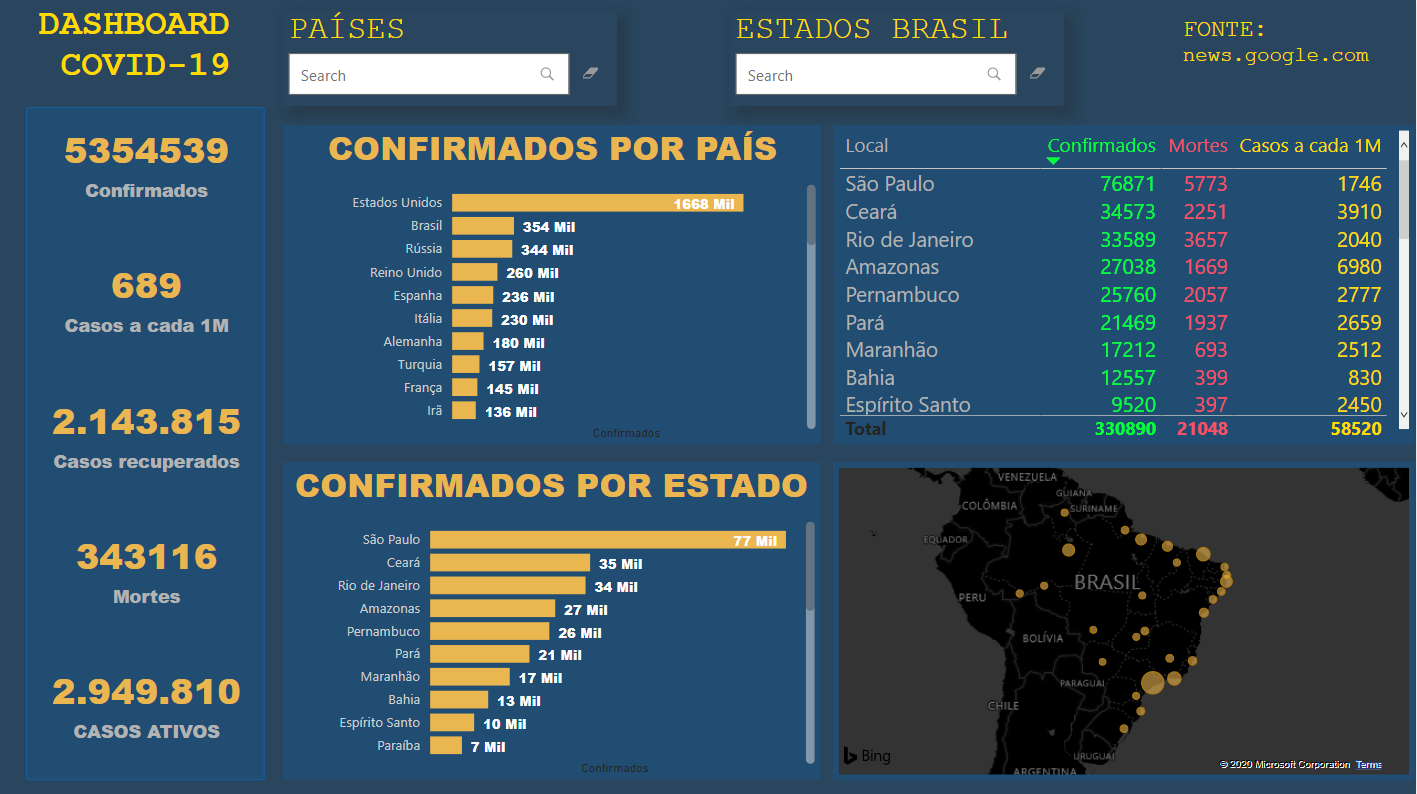 DASHBOARD
COVID-19
PAÍSES
Search
ESTADOS BRASIL
Search
FONTE:
news.google.com
5354539
Confirmados
689
Casos a cada 1M
2.143.815
Casos recuperados
343116
Mortes
2.949.810
CASOS ATIVOS
CONFIRMADOS POR PAÍS
Estados Unidos 1668 Mil
Brasil 354 Mil
Rússia 344 Mil
Reino Unido 260 Mil
Espanha 236 Mil
Itália 230 Mil
Alemanha 180 Mil
Turquia 157 Mil
França 145 Mil
Irã 136 Mil
Confirmados
Local Confirmados Mortes Casos a cada 1M
São Paulo 76871 5773 1746
Ceará 34573 2251 3910
Rio de Janeiro 33589 3657 2040
Amazonas 27038 1669 6980
Pernambuco 25760 2057 2777
Pará 21469 1937 2659
Maranhão 17212 693 2512
Bahia 12557 399 830
Espírito Santo 9520 397 2450
Total 330890 21048 58520
CONFIRMADOS POR ESTADO
São Paulo 77 Mil
Ceará 35 Mil
Rio de Janeiro 34 Mil
Amazonas 27 Mil
Pernambuco 26 Mil
Pará 21 Mil
Maranhão 17 Mil
Bahia 13 Mil
Espírito Santo 10 Mil
Paraíba 7 Mil
Confirmados
VENEZUELA
GUIANA
COLÔMBIA
SURINAME
EQUADOR
BRASIL
PERU
BOLÍVIA
PARAGUAI
CHILE
URUGUAI
ARGENTINA
Bing
© 2020 Microsoft Corporation Terms